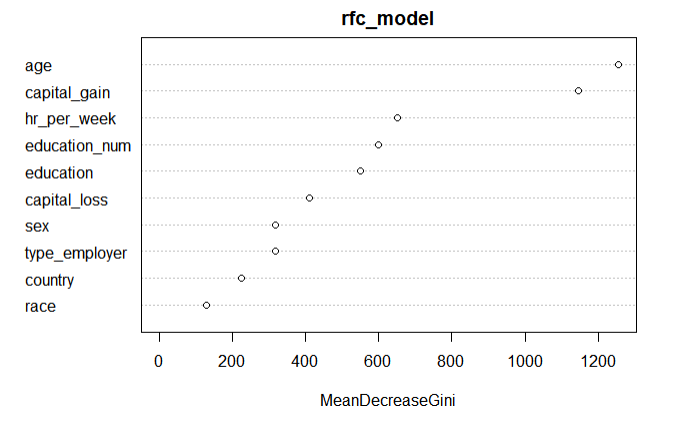 rfc_model
age
capital_gain
hr_per_week
education_num
education
capital_loss
sex
type_employer
country
race
0 200 400 600 800 1000 1200
MeanDecreaseGini